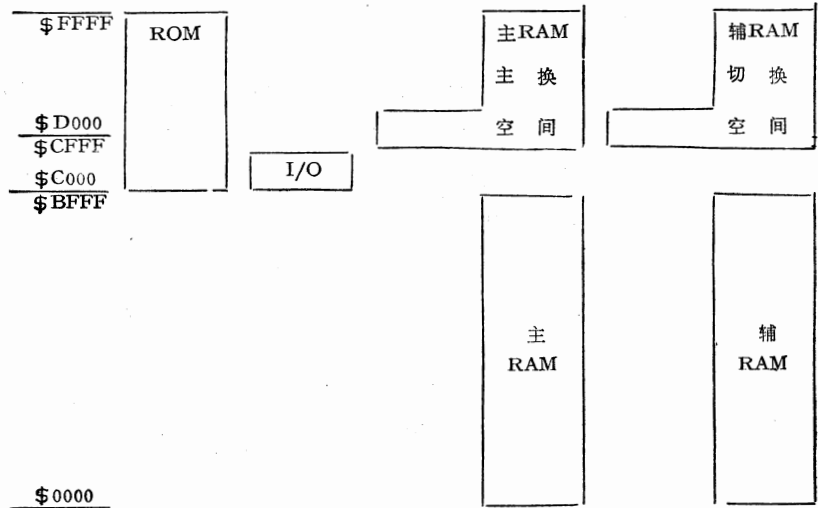 $FFFF
ROM
主RAM
辅RAM
主 换
切 换
$D000
空 间
空 间
$CFFF
$C000
I/O
$BFFF
主
辅
RAM
RAM
$0000